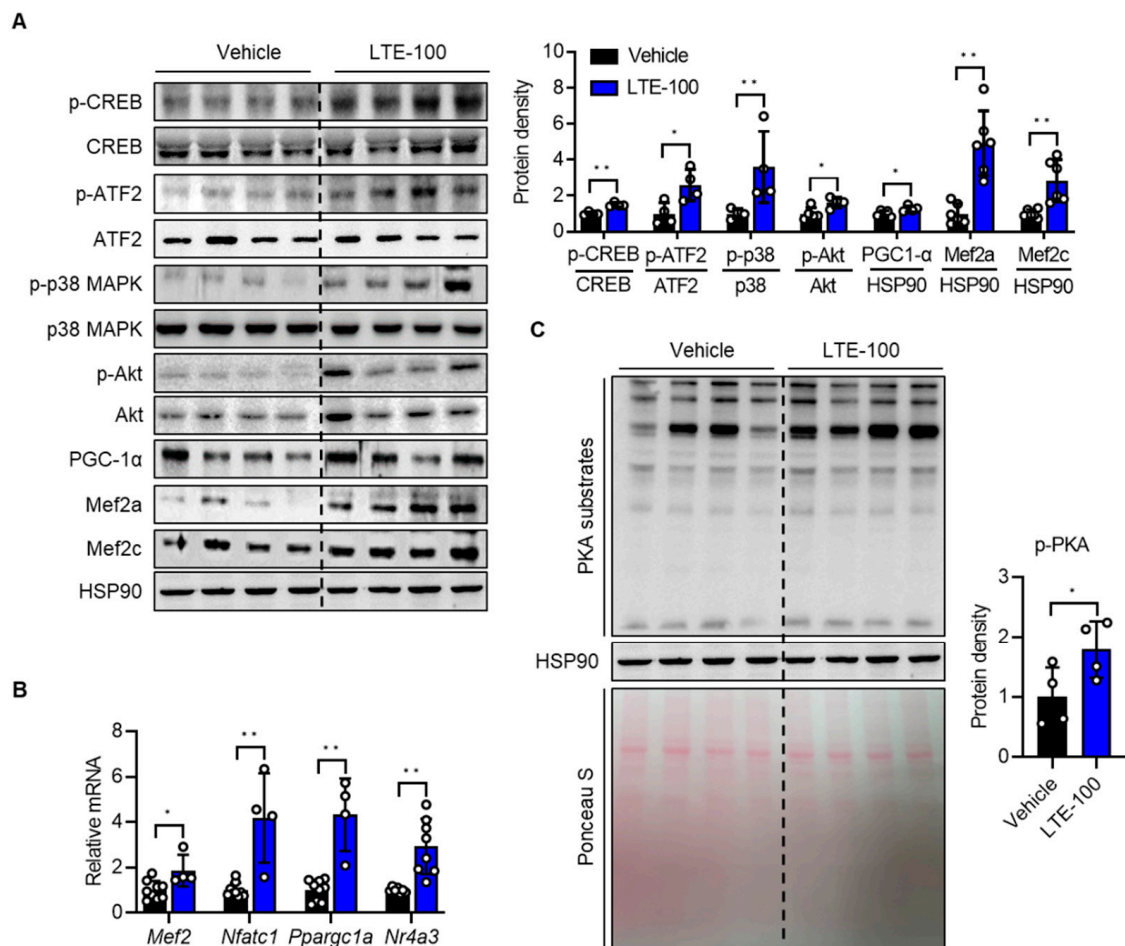 A
Vehicle LTE-100
p-CREB
CREB
p-ATF2
ATF2
p-p38 MAPK
p38 MAPK
p-Akt
Akt
PGC-1α
Mef2a
Mef2c
HSP90
Vehicle
LTE-100
Protein density
10
8
6
4
2
0
** * ** * * ** **
p-CREB p-ATF2 p-p38 p-Akt PGC1-α Mef2a Mef2c
CREB ATF2 p38 Akt HSP90 HSP90 HSP90
B
Relative mRNA
8
6
4
2
0
* ** ** **
Mef2 Nfatc1 Ppargc1a Nr4a3
C
Vehicle LTE-100
PKA substrates
HSP90
Ponceau S
p-PKA
Protein density
3
2
1
0
*
Vehicle
LTE-100